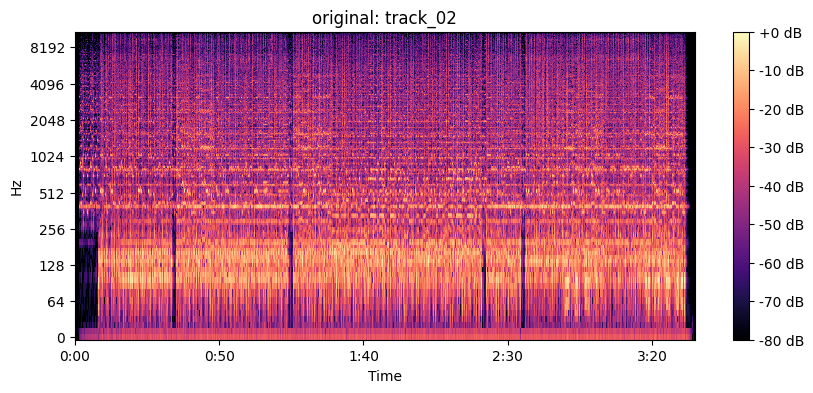 original: track_02
Hz
8192
4096
2048
1024
512
256
128
64
0
0:00 0:50 1:40 2:30 3:20
Time
+0 dB
-10 dB
-20 dB
-30 dB
-40 dB
-50 dB
-60 dB
-70 dB
-80 dB